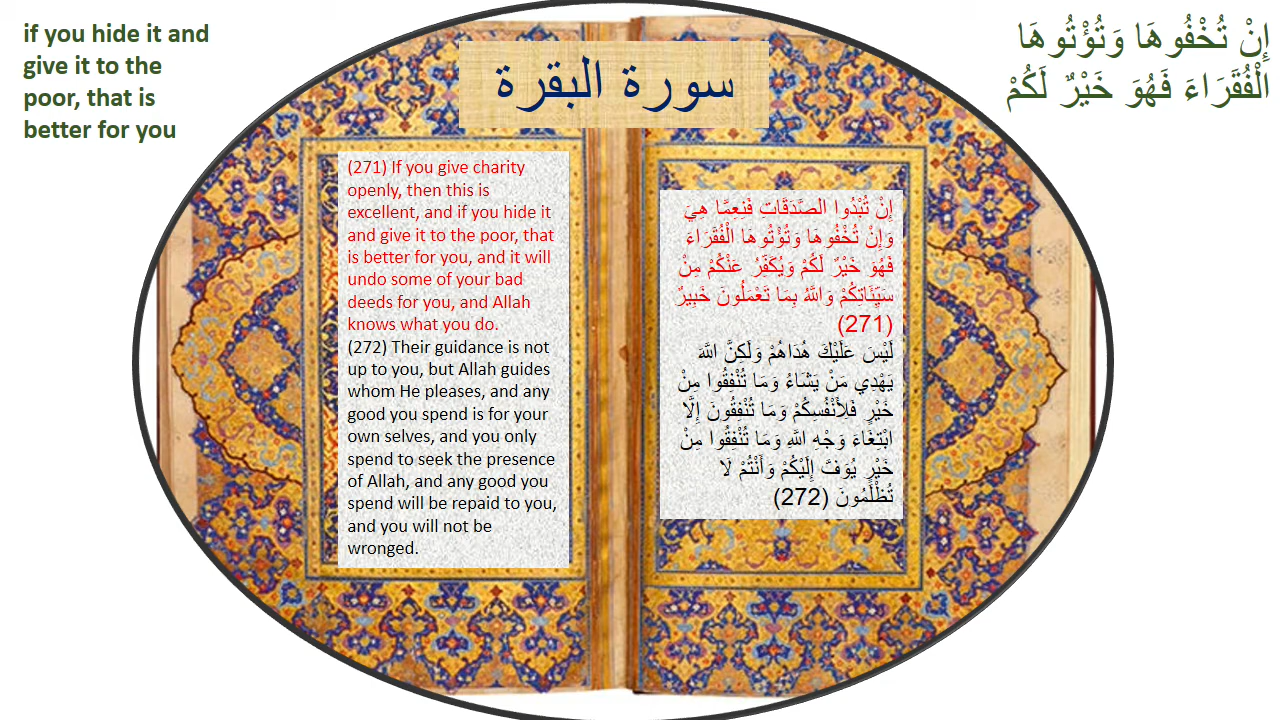 if you hide it and
give it to the
poor, that is
better for you
إِنْ تُخْفُوهَا وَتُؤْتُوهَا
الْفُقَرَاءَ فَهُوَ خَيْرٌ لَكُمْ
سورة البقرة
(271) If you give charity
openly, then this is
excellent, and if you hide it
and give it to the poor, that
is better for you, and it will
undo some of your bad
deeds for you, and Allah
knows what you do.
(272) Their guidance is not
up to you, but Allah guides
whom He pleases, and any
good you spend is for your
own selves, and you only
spend to seek the presence
of Allah, and any good you
spend will be repaid to you,
and you will not be
wronged.
إِنْ تُبْدُوا الصَّدَقَاتِ فَنِعِمَّا هِيَ
وَإِنْ تُخْفُوهَا وَتُؤْتُوهَا الْفُقَرَاءَ
فَهُوَ خَيْرٌ لَكُمْ وَيُكَفِّرُ عَنْكُمْ مِنْ
سَيِّئَاتِكُمْ وَاللَّهُ بِمَا تَعْمَلُونَ خَبِيرٌ
(271)
لَيْسَ عَلَيْكَ هُدَاهُمْ وَلَكِنَّ اللَّهَ
يَهْدِي مَنْ يَشَاءُ وَمَا تُنْفِقُوا مِنْ
خَيْرٍ فَلِأَنْفُسِكُمْ وَمَا تُنْفِقُونَ إِلَّا
ابْتِغَاءَ وَجْهِ اللَّهِ وَمَا تُنْفِقُوا مِنْ
خَيْرٍ يُوَفَّ إِلَيْكُمْ وَأَنْتُمْ لَا
تُظْلَمُونَ (272)